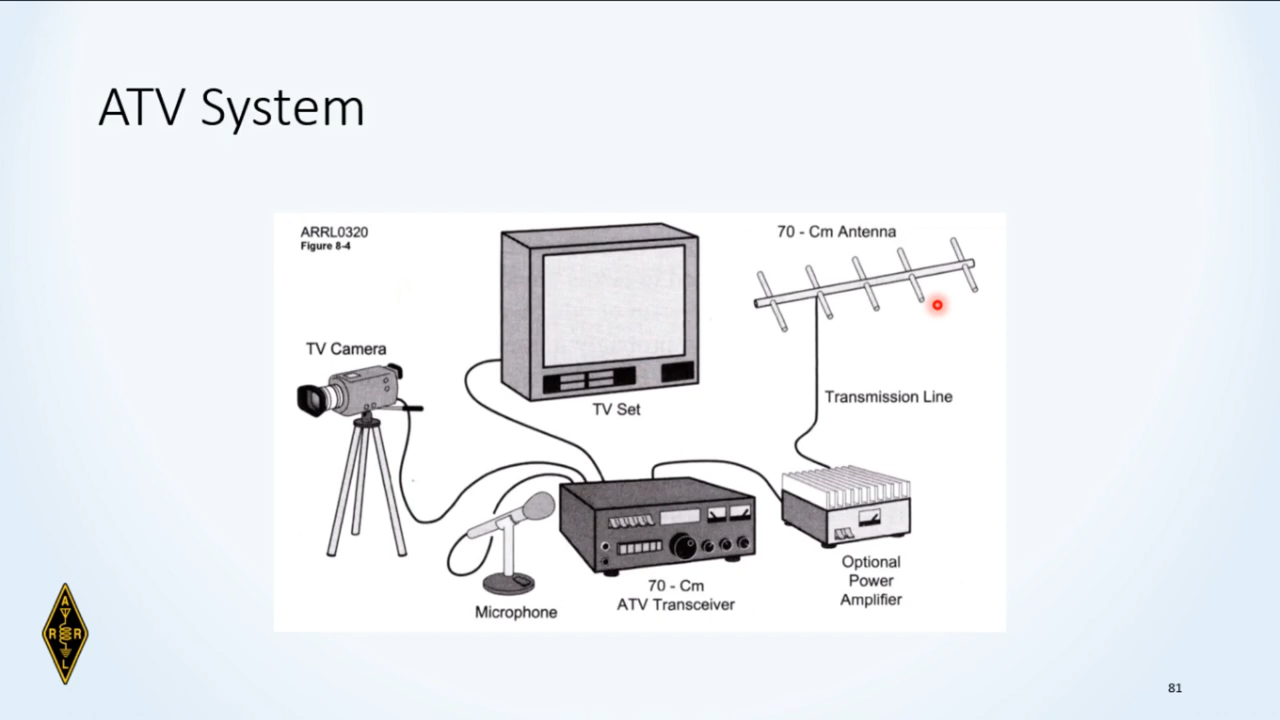 ATV System
ARRL0320
Figure 8-4
70 - Cm Antenna
TV Camera
TV Set
Transmission Line
Microphone
70 - Cm
ATV Transceiver
Optional
Power
Amplifier
A
R R
L
81